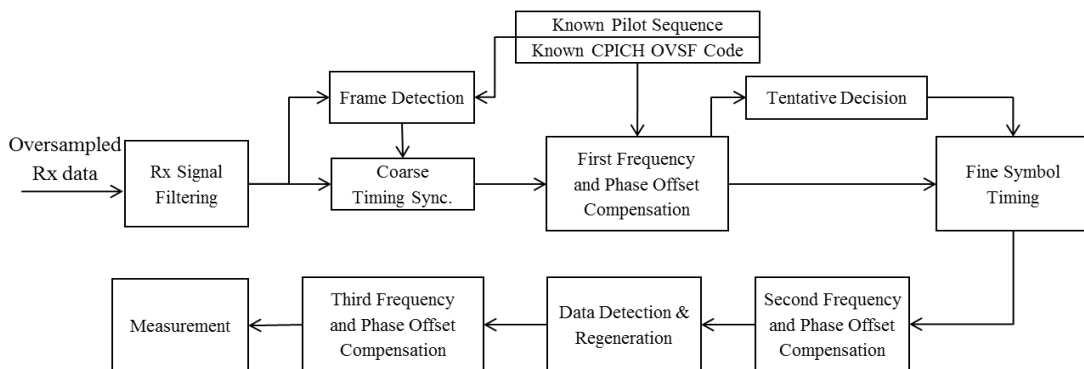 Known Pilot Sequence
Known CPICH OVSF Code
Frame Detection
Tentative Decision
Oversampled
Rx data
Rx Signal
Filtering
Coarse
Timing Sync.
First Frequency
and Phase Offset
Compensation
Fine Symbol
Timing
Measurement
Third Frequency
and Phase Offset
Compensation
Data Detection &
Regeneration
Second Frequency
and Phase Offset
Compensation